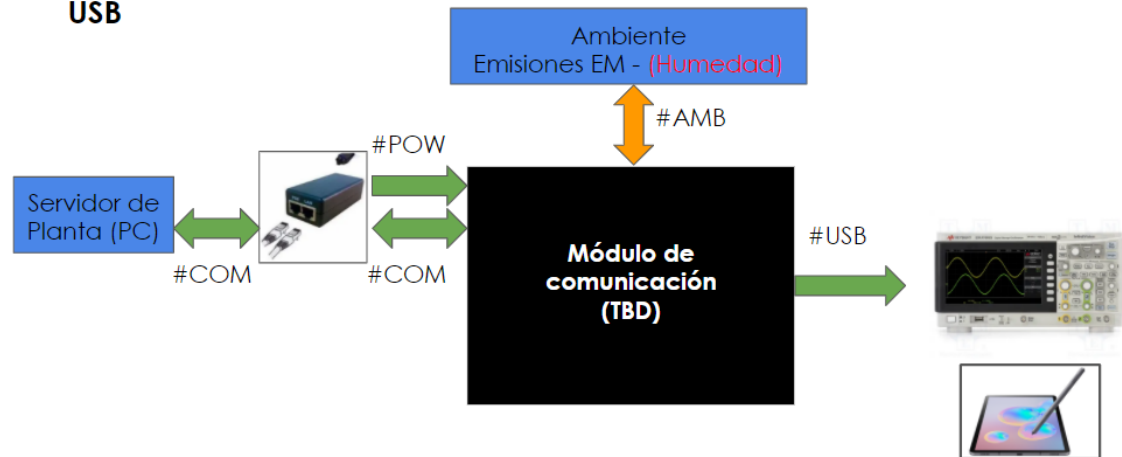 USB
Ambiente
Emisiones EM - (Humedad)
#AMB
#POW
Servidor de
Planta (PC)
#COM
#COM
Módulo de
comunicación
(TBD)
#USB